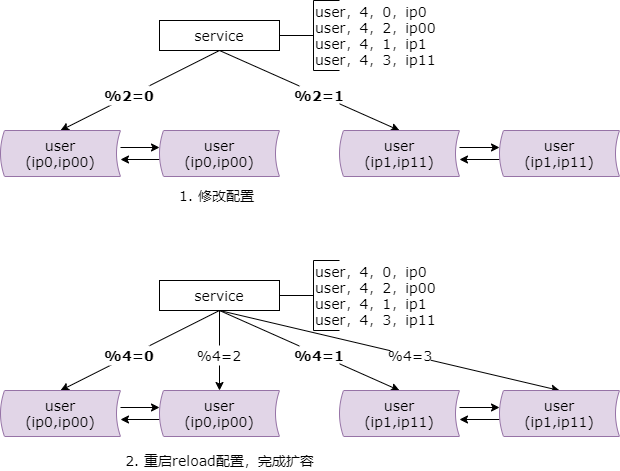 service
user，4，0，ip0
user，4，2，ip00
user，4，1，ip1
user，4，3，ip11
%2=0
%2=1
user
(ip0,ip00)
user
(ip0,ip00)
user
(ip1,ip11)
user
(ip1,ip11)
1. 修改配置
service
user，4，0，ip0
user，4，2，ip00
user，4，1，ip1
user，4，3，ip11
%4=0
%4=2
%4=1
%4=3
user
(ip0,ip00)
user
(ip0,ip00)
user
(ip1,ip11)
user
(ip1,ip11)
2. 重启reload配置，完成扩容